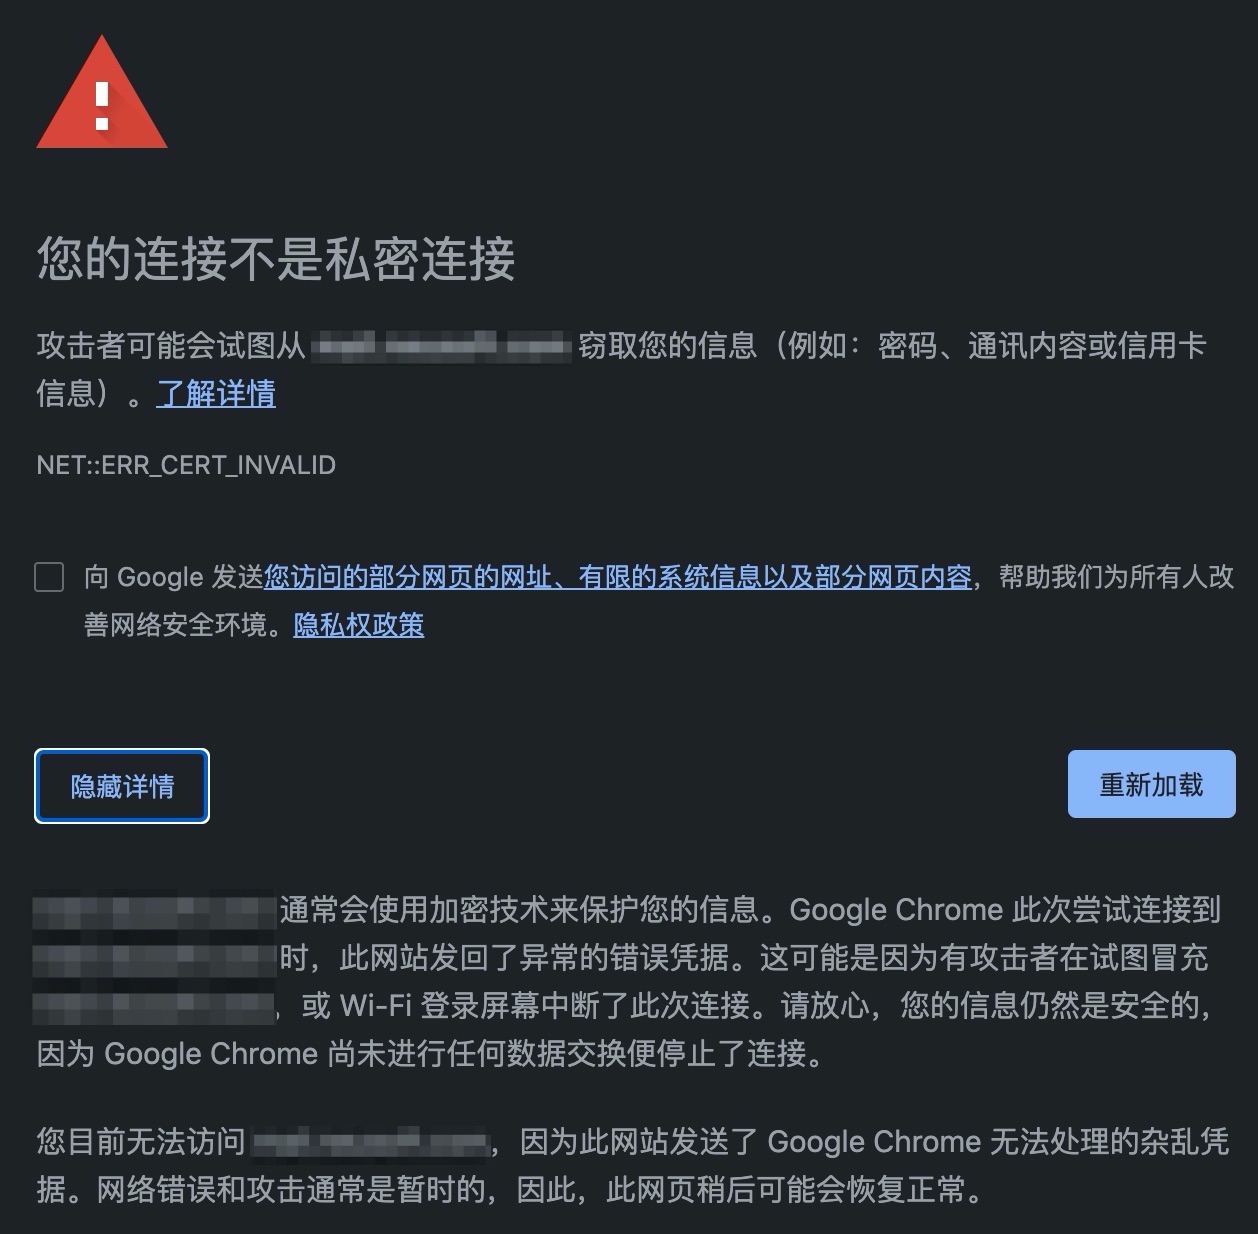 您的连接不是私密连接
攻击者可能会试图从 窃取您的信息（例如：密码、通讯内容或信用卡
信息）。了解详情
NET::ERR_CERT_INVALID
向 Google 发送您访问的部分网页的网址、有限的系统信息以及部分网页内容，帮助我们为所有人改
善网络安全环境。隐私权政策
隐藏详情
重新加载
通常会使用加密技术来保护您的信息。Google Chrome 此次尝试连接到
时，此网站发回了异常的错误凭据。这可能是因为有攻击者在试图冒充
，或 Wi-Fi 登录屏幕中断了此次连接。请放心，您的信息仍然是安全的，
因为 Google Chrome 尚未进行任何数据交换便停止了连接。
您目前无法访问 ，因为此网站发送了 Google Chrome 无法处理的杂乱凭
据。网络错误和攻击通常是暂时的，因此，此网页稍后可能会恢复正常。